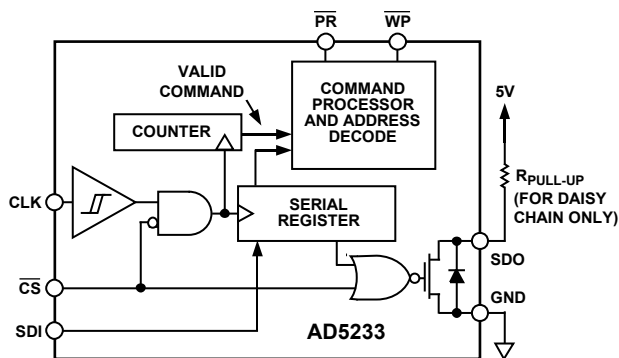 PR WP
VALID
COMMAND
COMMAND
PROCESSOR
AND ADDRESS
DECODE
5V
COUNTER
RPULL-UP
(FOR DAISY
CHAIN ONLY)
CLK
SERIAL
REGISTER
SDO
CS
GND
SDI
AD5233